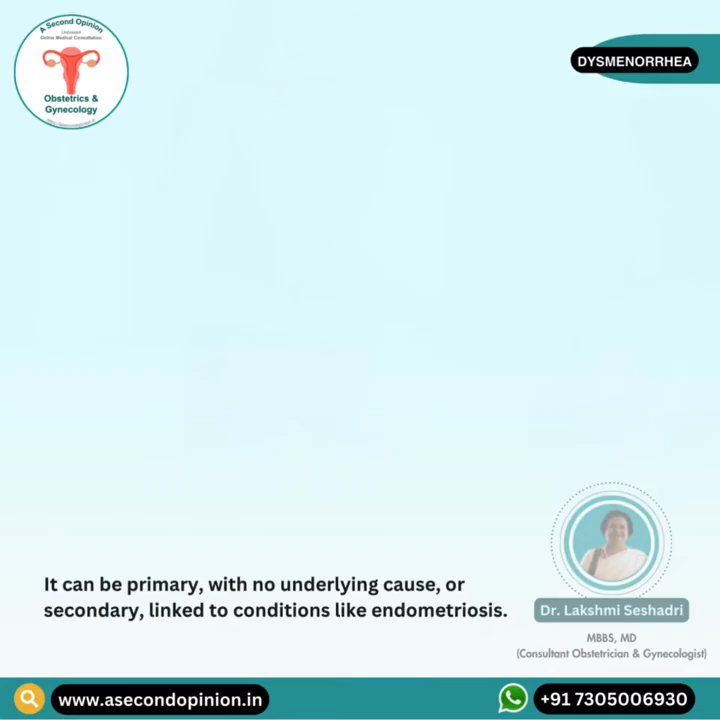 A Second Opinion
Unbiased
Online Medical Consultation
Obstetrics &
Gynecology
DYSMENORRHEA
It can be primary, with no underlying cause, or
secondary, linked to conditions like endometriosis.
Dr. Lakshmi Seshadri
MBBS, MD
(Consultant Obstetrician & Gynecologist)
www.asecondopinion.in
+91 7305006930